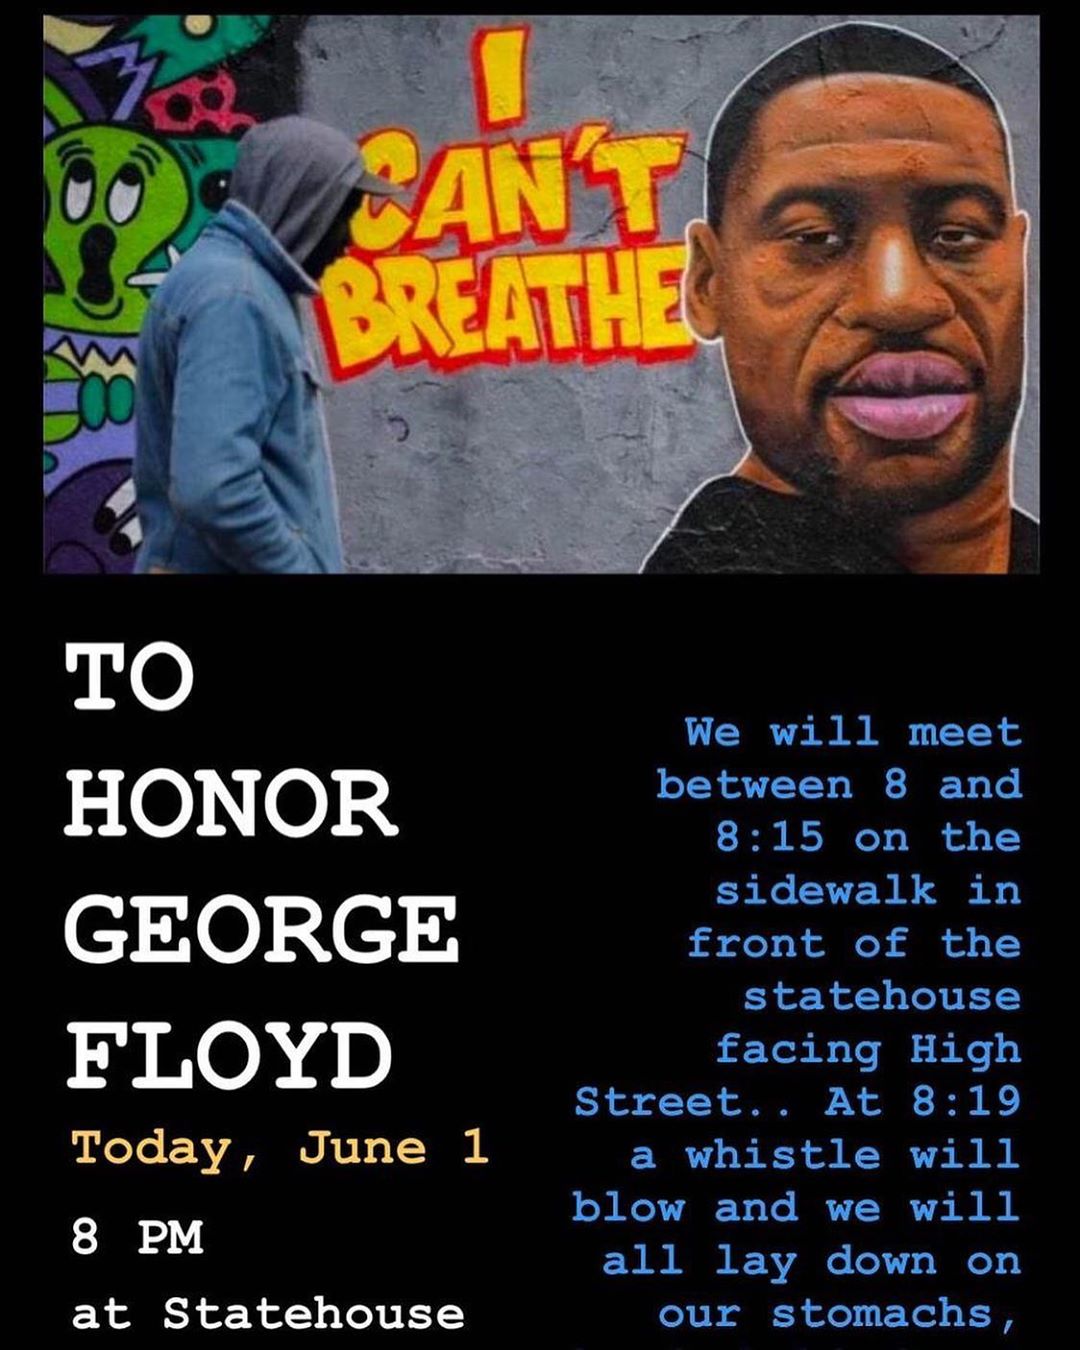 I
CAN'T
BREATHE
TO
HONOR
GEORGE
FLOYD
Today, June 1
8 PM
at Statehouse
We will meet
between 8 and
8:15 on the
sidewalk in
front of the
statehouse
facing High
Street.. At 8:19
a whistle will
blow and we will
all lay down on
our stomachs,